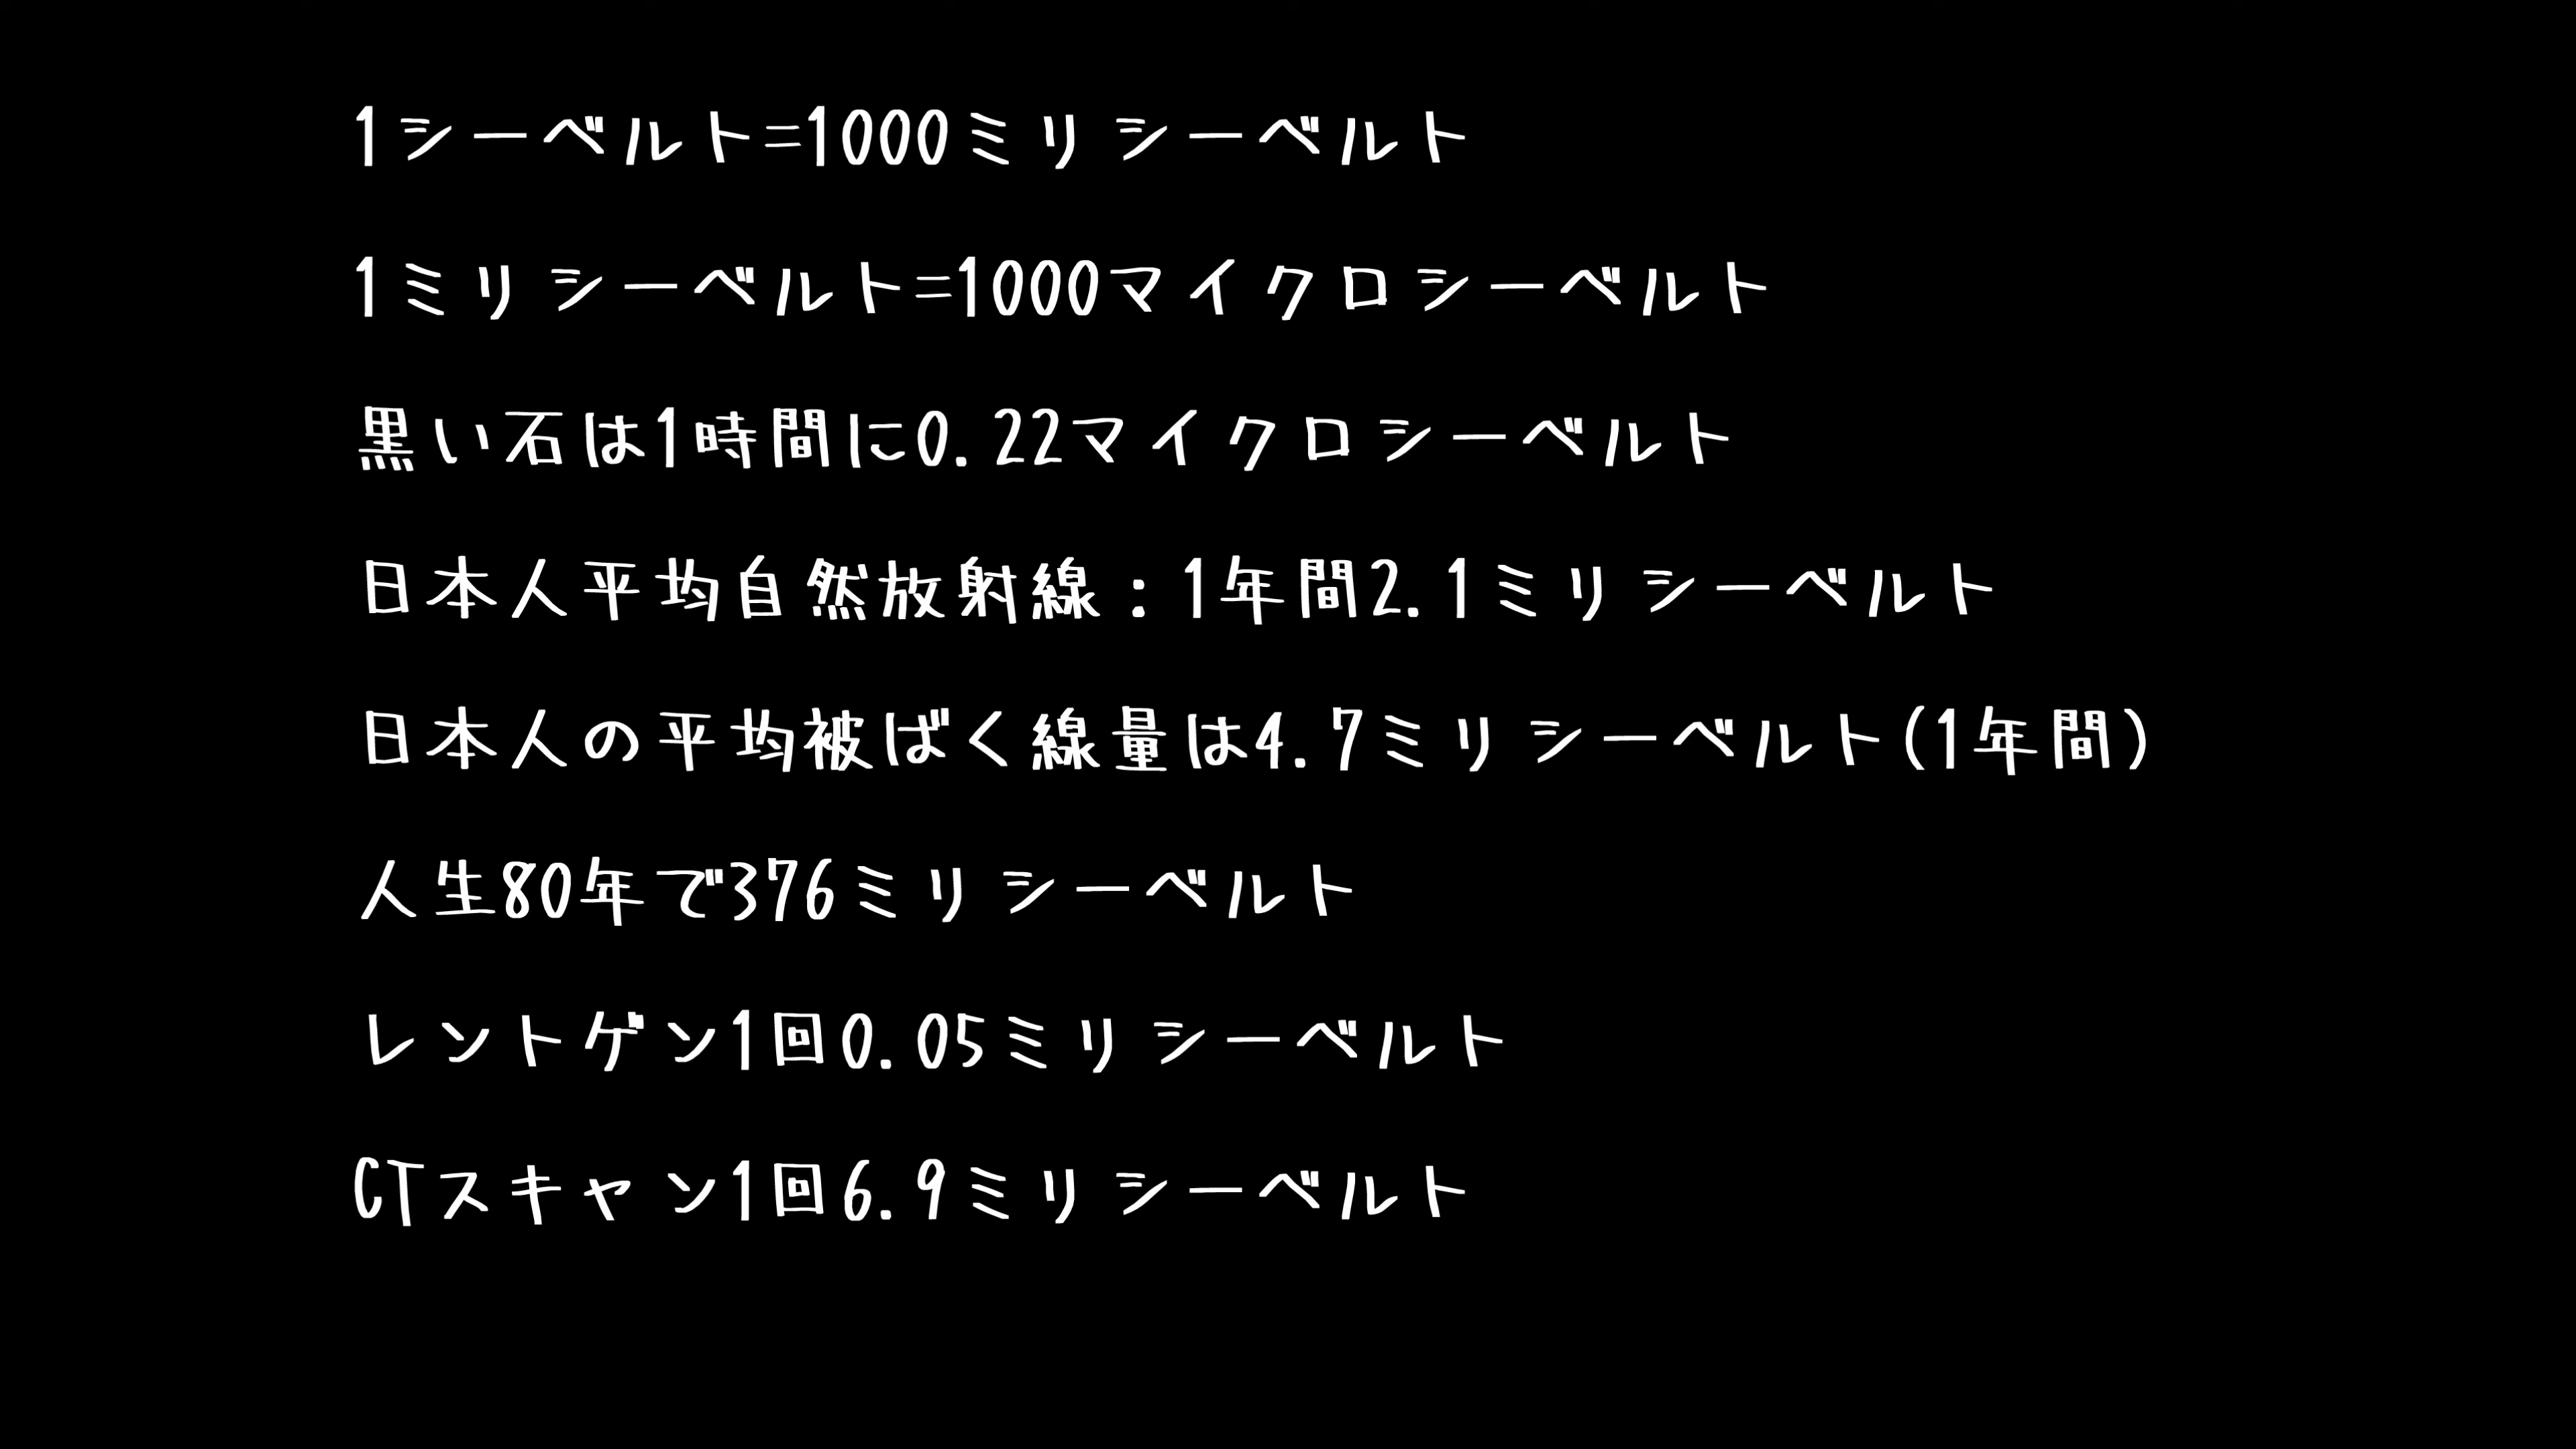 1シーベルト=1000ミリシーベルト
1ミリシーベルト=1000マイクロシーベルト
黒い石は1時間に0.22マイクロシーベルト
日本人平均自然放射線：1年間2.1ミリシーベルト
日本人の平均被ばく線量は4.7ミリシーベルト(1年間)
人生80年で376ミリシーベルト
レントゲン1回0.05ミリシーベルト
CTスキャン1回6.9ミリシーベルト